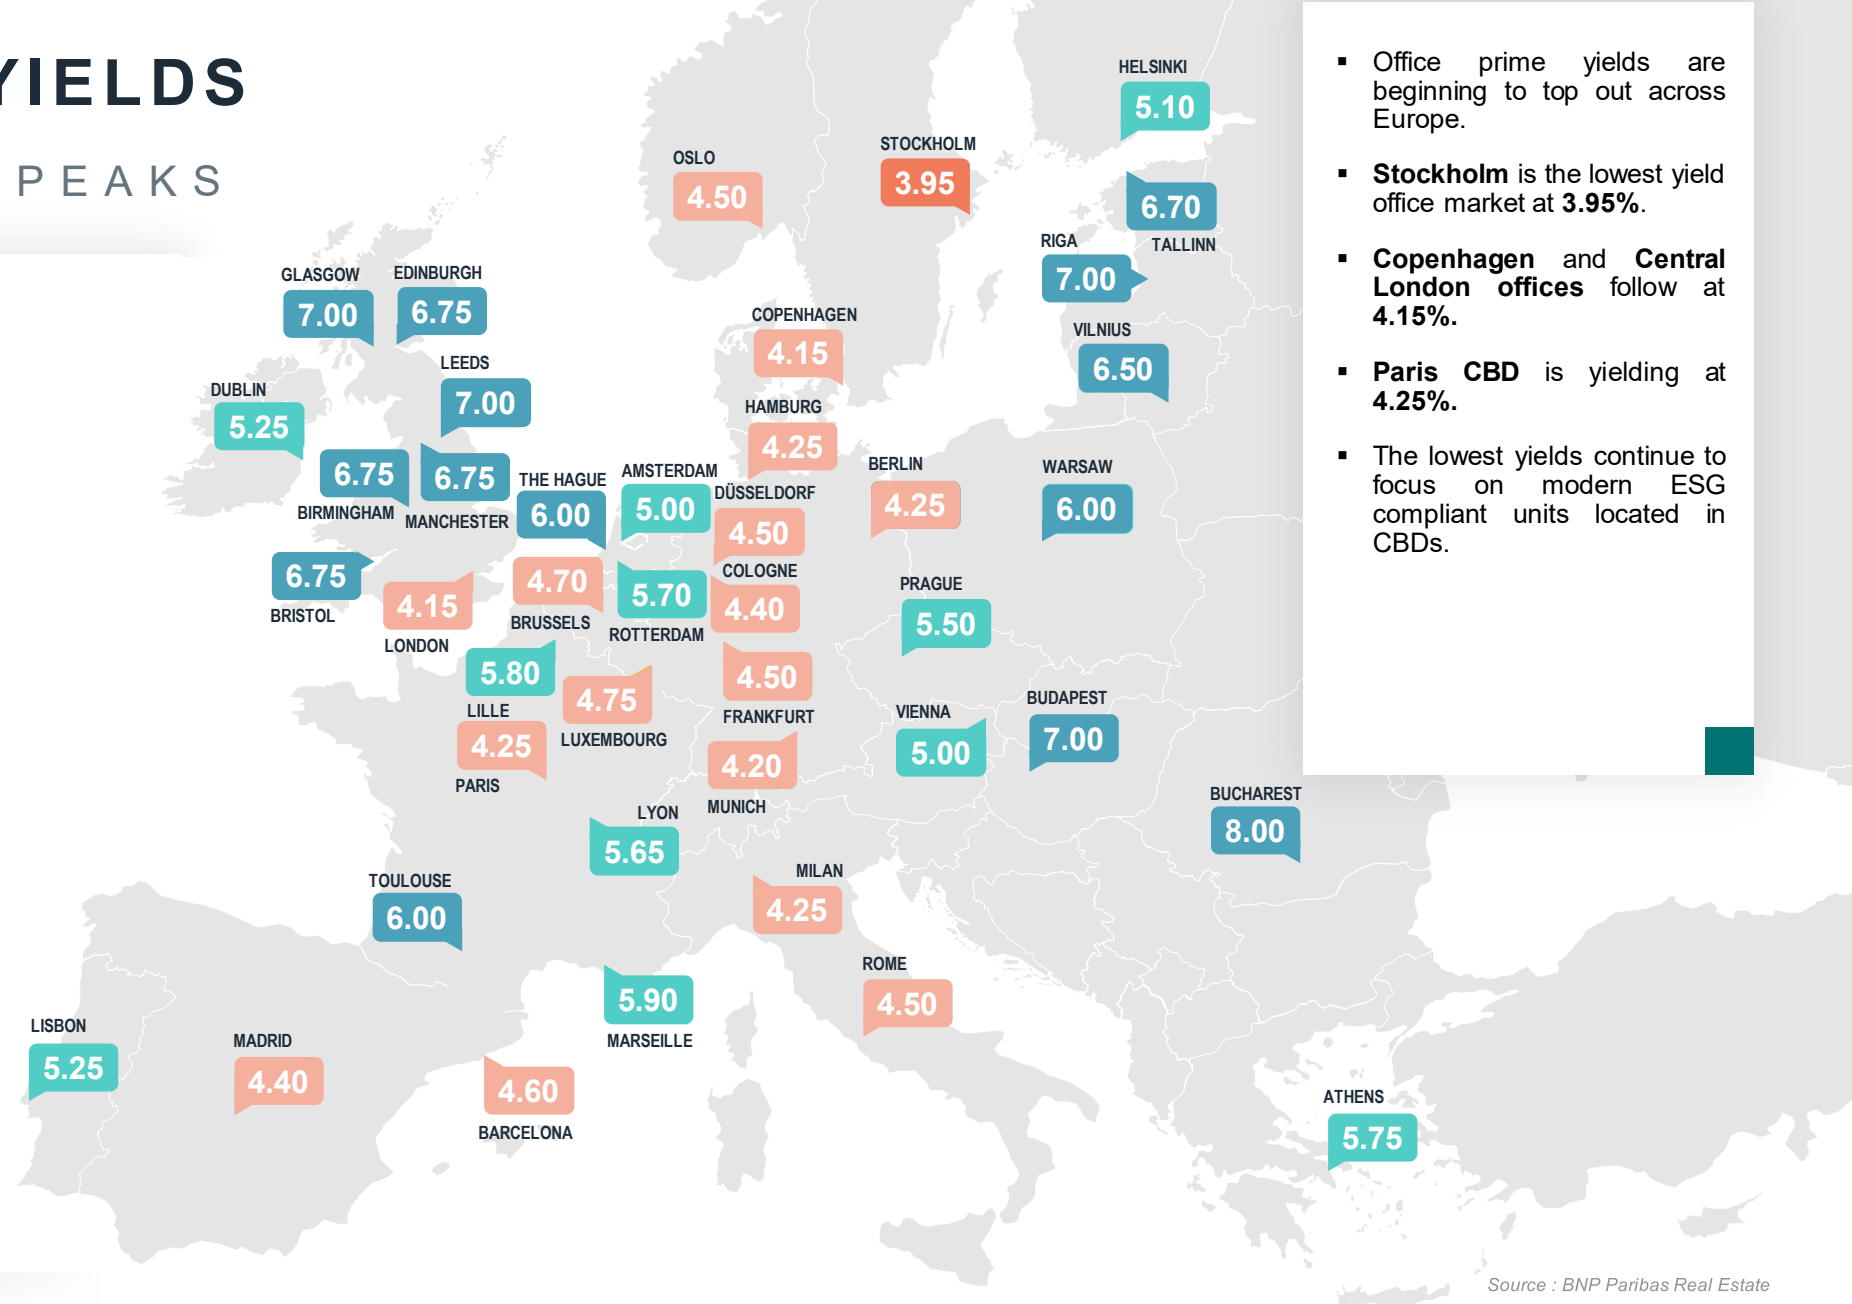 YIELDS
PEAKS
HELSINKI
5.10
STOCKHOLM
3.95
OSLO
4.50
6.70
TALLINN
RIGA
7.00
GLASGOW
7.00
EDINBURGH
6.75
COPENHAGEN
4.15
VILNIUS
6.50
LEEDS
7.00
DUBLIN
5.25
HAMBURG
4.25
6.75
BIRMINGHAM
6.75
MANCHESTER
THE HAGUE
6.00
AMSTERDAM
5.00
DÜSSELDORF
4.50
BERLIN
4.25
WARSAW
6.00
6.75
BRISTOL
4.15
LONDON
4.70
BRUSSELS
5.70
ROTTERDAM
COLOGNE
4.40
PRAGUE
5.50
5.80
LILLE
4.75
LUXEMBOURG
4.50
FRANKFURT
4.25
PARIS
4.20
MUNICH
VIENNA
5.00
BUDAPEST
7.00
BUCHAREST
8.00
LYON
5.65
MILAN
4.25
TOULOUSE
6.00
ROME
4.50
5.90
MARSEILLE
LISBON
5.25
MADRID
4.40
4.60
BARCELONA
ATHENS
5.75
▪ Office prime yields are
beginning to top out across
Europe.
▪ Stockholm is the lowest yield
office market at 3.95%.
▪ Copenhagen and Central
London offices follow at
4.15%.
▪ Paris CBD is yielding at
4.25%.
▪ The lowest yields continue to
focus on modern ESG
compliant units located in
CBDs.
Source : BNP Paribas Real Estate